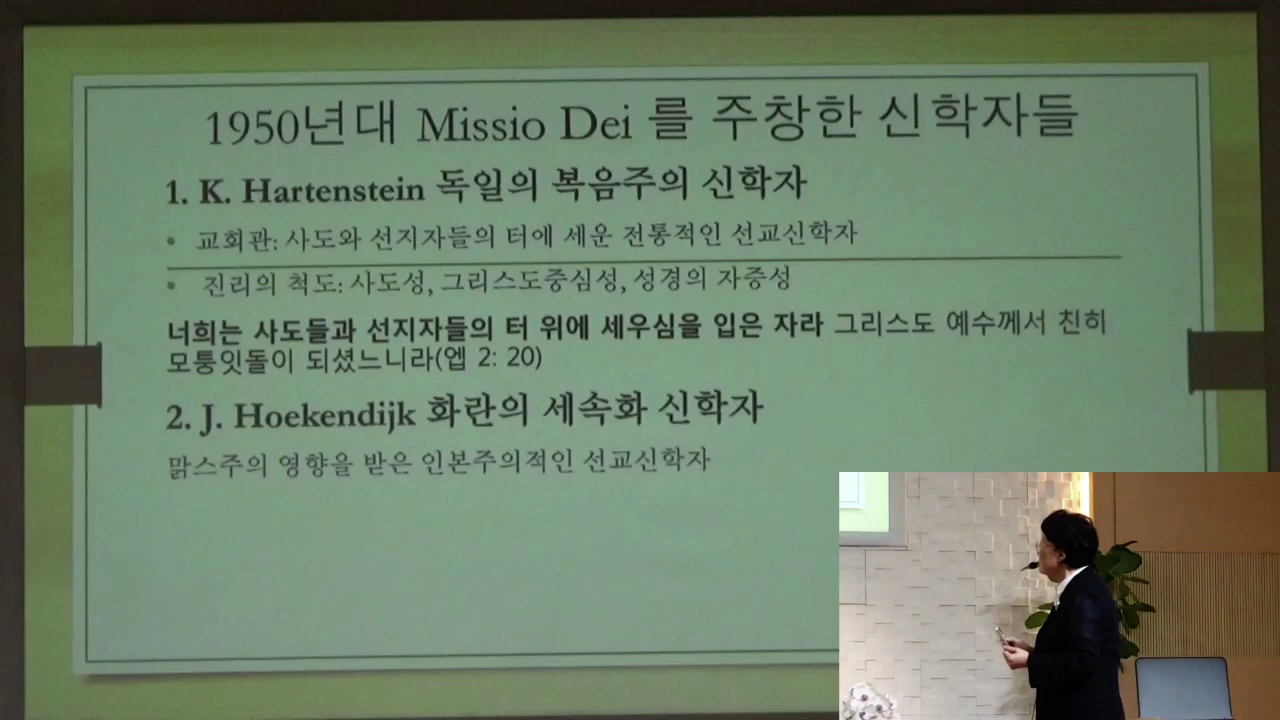 1950년대 Missio Dei 를 주창한 신학자들
1. K. Hartenstein 독일의 복음주의 신학자
• 교회관: 사도와 선지자들의 터에 세운 전통적인 선교신학자
• 진리의 척도: 사도성, 그리스도중심성, 성경의 자증성
너희는 사도들과 선지자들의 터 위에 세우심을 입은 자라 그리스도 예수께서 친히
모퉁잇돌이 되셨느니라(엡 2: 20)
2. J. Hoekendijk 화란의 세속화 신학자
맑스주의 영향을 받은 인본주의적인 선교신학자